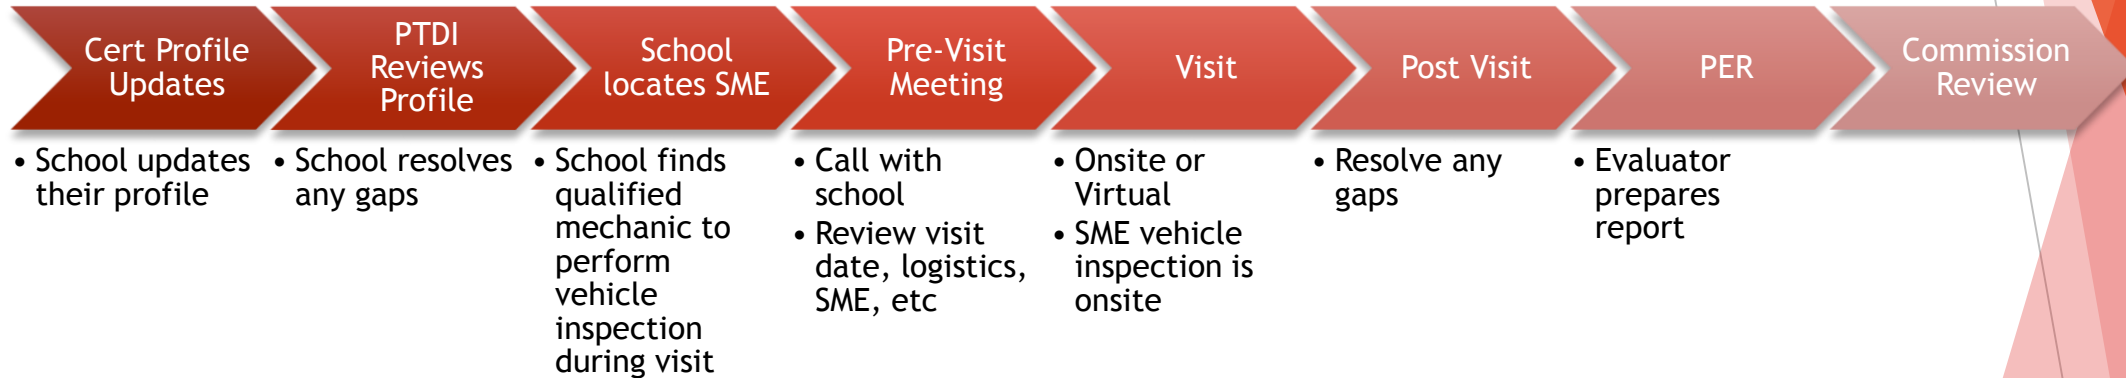 Cert Profile
Updates
PTDI
Reviews
Profile
School
locates SME
Pre-Visit
Meeting
Visit
Post Visit
PER
Commission
Review
• School updates
their profile
• School resolves
any gaps
• School finds
qualified
mechanic to
perform
vehicle
inspection
during visit
• Call with
school
• Review visit
date, logistics,
SME, etc
• Onsite or
Virtual
• SME vehicle
inspection is
onsite
• Resolve any
gaps
• Evaluator
prepares
report